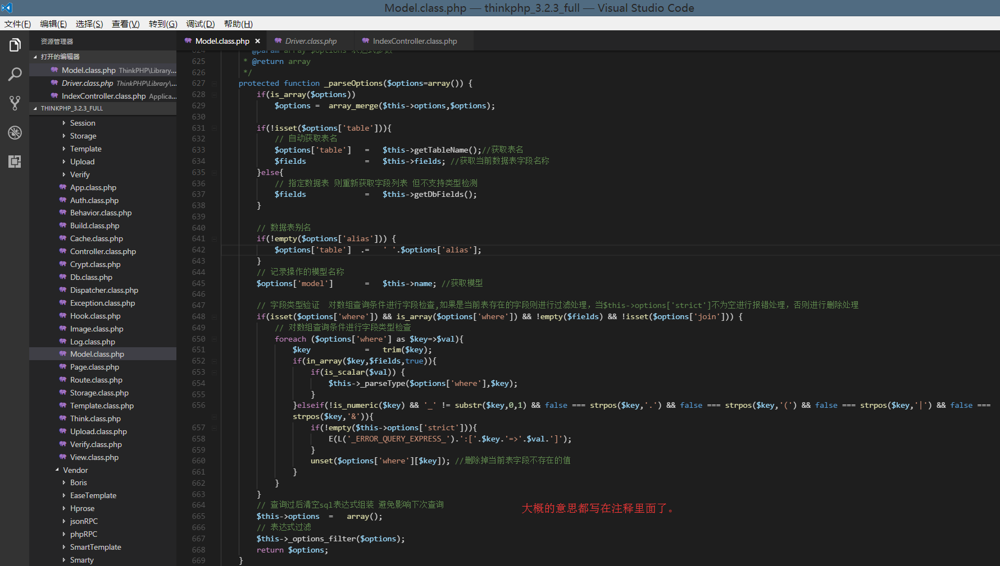 Model.class.php — thinkphp_3.2.3_full — Visual Studio Code
文件(F) 编辑(E) 选择(S) 查看(V) 转到(G) 调试(D) 帮助(H)
资源管理器
打开的编辑器
Model.class.php ThinkPHP\Library...
Driver.class.php ThinkPHP\Library\...
IndexController.class.php Applica...
THINKPHP_3.2.3_FULL
Session
Storage
Template
Upload
Verify
App.class.php
Auth.class.php
Behavior.class.php
Build.class.php
Cache.class.php
Controller.class.php
Crypt.class.php
Db.class.php
Dispatcher.class.php
Exception.class.php
Hook.class.php
Image.class.php
Log.class.php
Model.class.php
Page.class.php
Route.class.php
Storage.class.php
Template.class.php
Think.class.php
Upload.class.php
Verify.class.php
View.class.php
Vendor
Boris
EaseTemplate
Hprose
jsonRPC
phpRPC
SmartTemplate
Smarty
Model.class.php × Driver.class.php IndexController.class.php
624 * @param array $options 表达式参数
625 * @return array
626 */
627 protected function _parseOptions($options=array()) {
628 if(is_array($options))
629 $options = array_merge($this->options,$options);
630
631 if(!isset($options['table'])){
632 // 自动获取表名
633 $options['table'] = $this->getTableName();//获取表名
634 $fields = $this->fields; //获取当前数据表字段名称
635 }else{
636 // 指定数据表 则重新获取字段列表 但不支持类型检测
637 $fields = $this->getDbFields();
638 }
639
640 // 数据表别名
641 if(!empty($options['alias'])) {
642 $options['table'] .= ' '.$options['alias'];
643 }
644 // 记录操作的模型名称
645 $options['model'] = $this->name; //获取模型
646
647 // 字段类型验证 对数组查询条件进行字段检查,如果是当前表存在的字段则进行过滤处理，当$this->options['strict']不为空进行报错处理，否则进行删除处理
648 if(isset($options['where']) && is_array($options['where']) && !empty($fields) && !isset($options['join'])) {
649 // 对数组查询条件进行字段类型检查
650 foreach ($options['where'] as $key=>$val){
651 $key = trim($key);
652 if(in_array($key,$fields,true)){
653 if(is_scalar($val)) {
654 $this->_parseType($options['where'],$key);
655 }
656 }elseif(!is_numeric($key) && '_' != substr($key,0,1) && false === strpos($key,'.') && false === strpos($key,'(') && false === strpos($key,'|') && false ===
strpos($key,'&')){
657 if(!empty($this->options['strict'])){
658 E(L('_ERROR_QUERY_EXPRESS_').':['.$key.'=>'.$val.']');
659 }
660 unset($options['where'][$key]); //删除掉当前表字段不存在的值
661 }
662 }
663 }
664 // 查询过后清空sql表达式组装 避免影响下次查询
665 $this->options = array();
666 // 表达式过滤
667 $this->_options_filter($options);
668 return $options;
669 }
大概的意思都写在注释里面了。